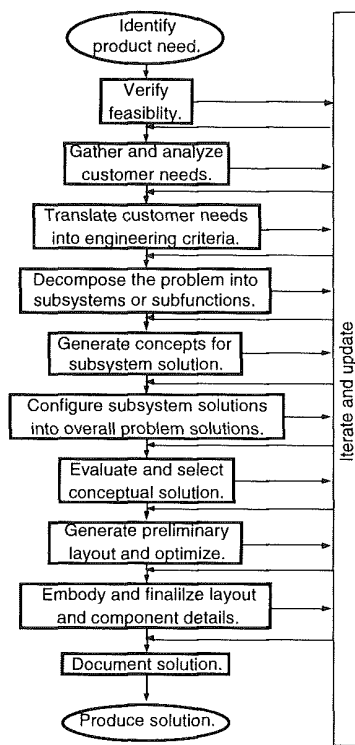 Identify
product need.
Verify
feasiblity.
Gather and analyze
customer needs.
Translate customer needs
into engineering criteria.
Decompose the problem into
subsystems or subfunctions.
Generate concepts for
subsystem solution.
Configure subsystem solutions
into overall problem solutions.
Evaluate and select
conceptual solution.
Generate preliminary
layout and optimize.
Embody and finalilze layout
and component details.
Document solution.
Produce solution.
Iterate and update